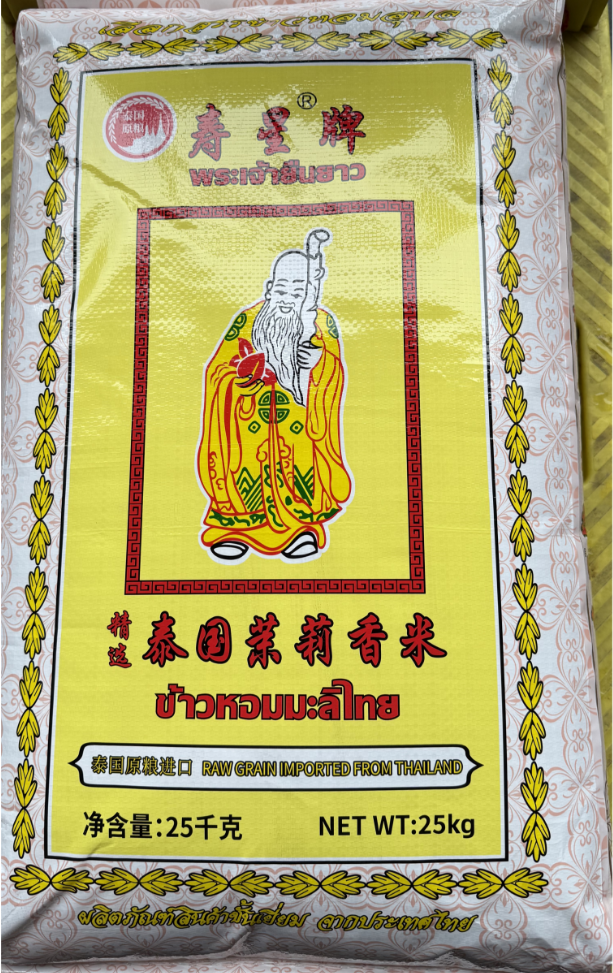 泰国
原粮
寿星牌®
พระเจ้ายืนยาว
精选
泰国茉莉香米
ข้าวหอมมะลิไทย
泰国原粮进口 RAW GRAIN IMPORTED FROM THAILAND
净含量:25千克 NET WT:25kg
ผลิตภัณฑ์สินค้าชั้นเยี่ยม จากประเทศไทย